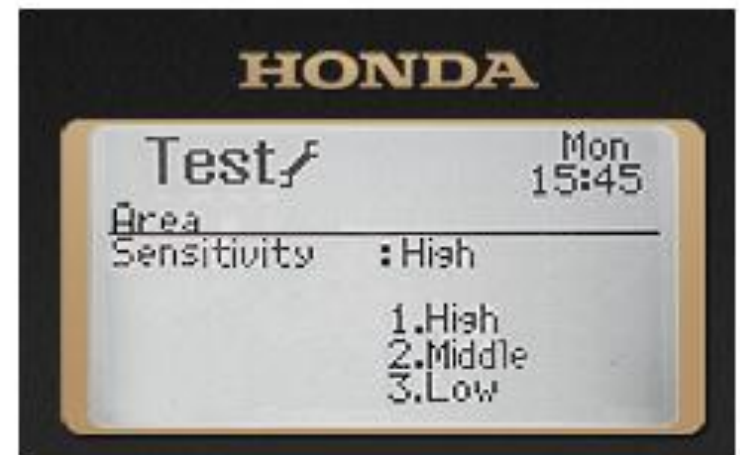 HONDA
Test
Mon
15:45
Area
Sensitivity : High
1.High
2.Middle
3.Low